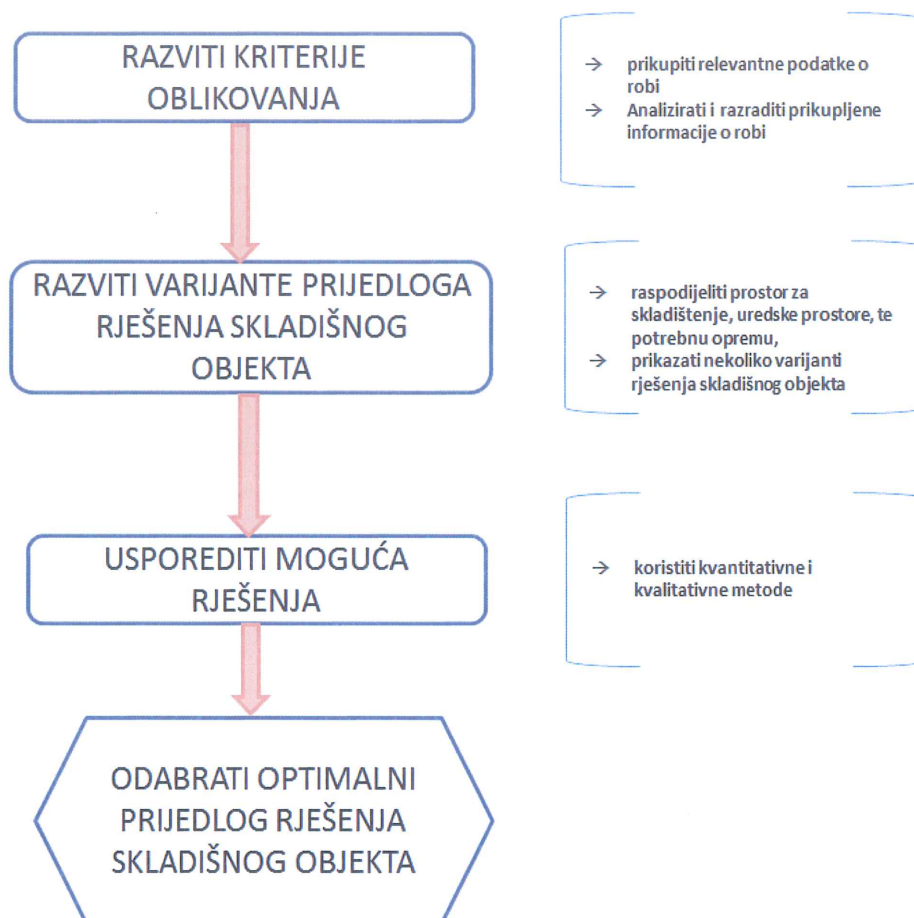 RAZVITI KRITERIJE
OBLIKOVANJA
→ prikupiti relevantne podatke o
robi
→ Analizirati i razraditi prikupljene
informacije o robi
RAZVITI VARIJANTE PRIJEDLOGA
RJEŠENJA SKLADIŠNOG
OBJEKTA
→ raspodijeliti prostor za
skladištenje, uredske prostore, te
potrebnu opremu,
→ prikazati nekoliko varijanti
rješenja skladišnog objekta
USPOREDITI MOGUĆA
RJEŠENJA
→ koristiti kvantitativne i
kvalitativne metode
ODABRATI OPTIMALNI
PRIJEDLOG RJEŠENJA
SKLADIŠNOG OBJEKTA